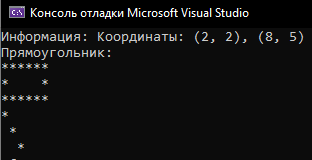 Консоль отладки Microsoft Visual Studio
Информация: Координаты: (2, 2), (8, 5)
Прямоугольник:
******
*    *
******
*
 *
  *